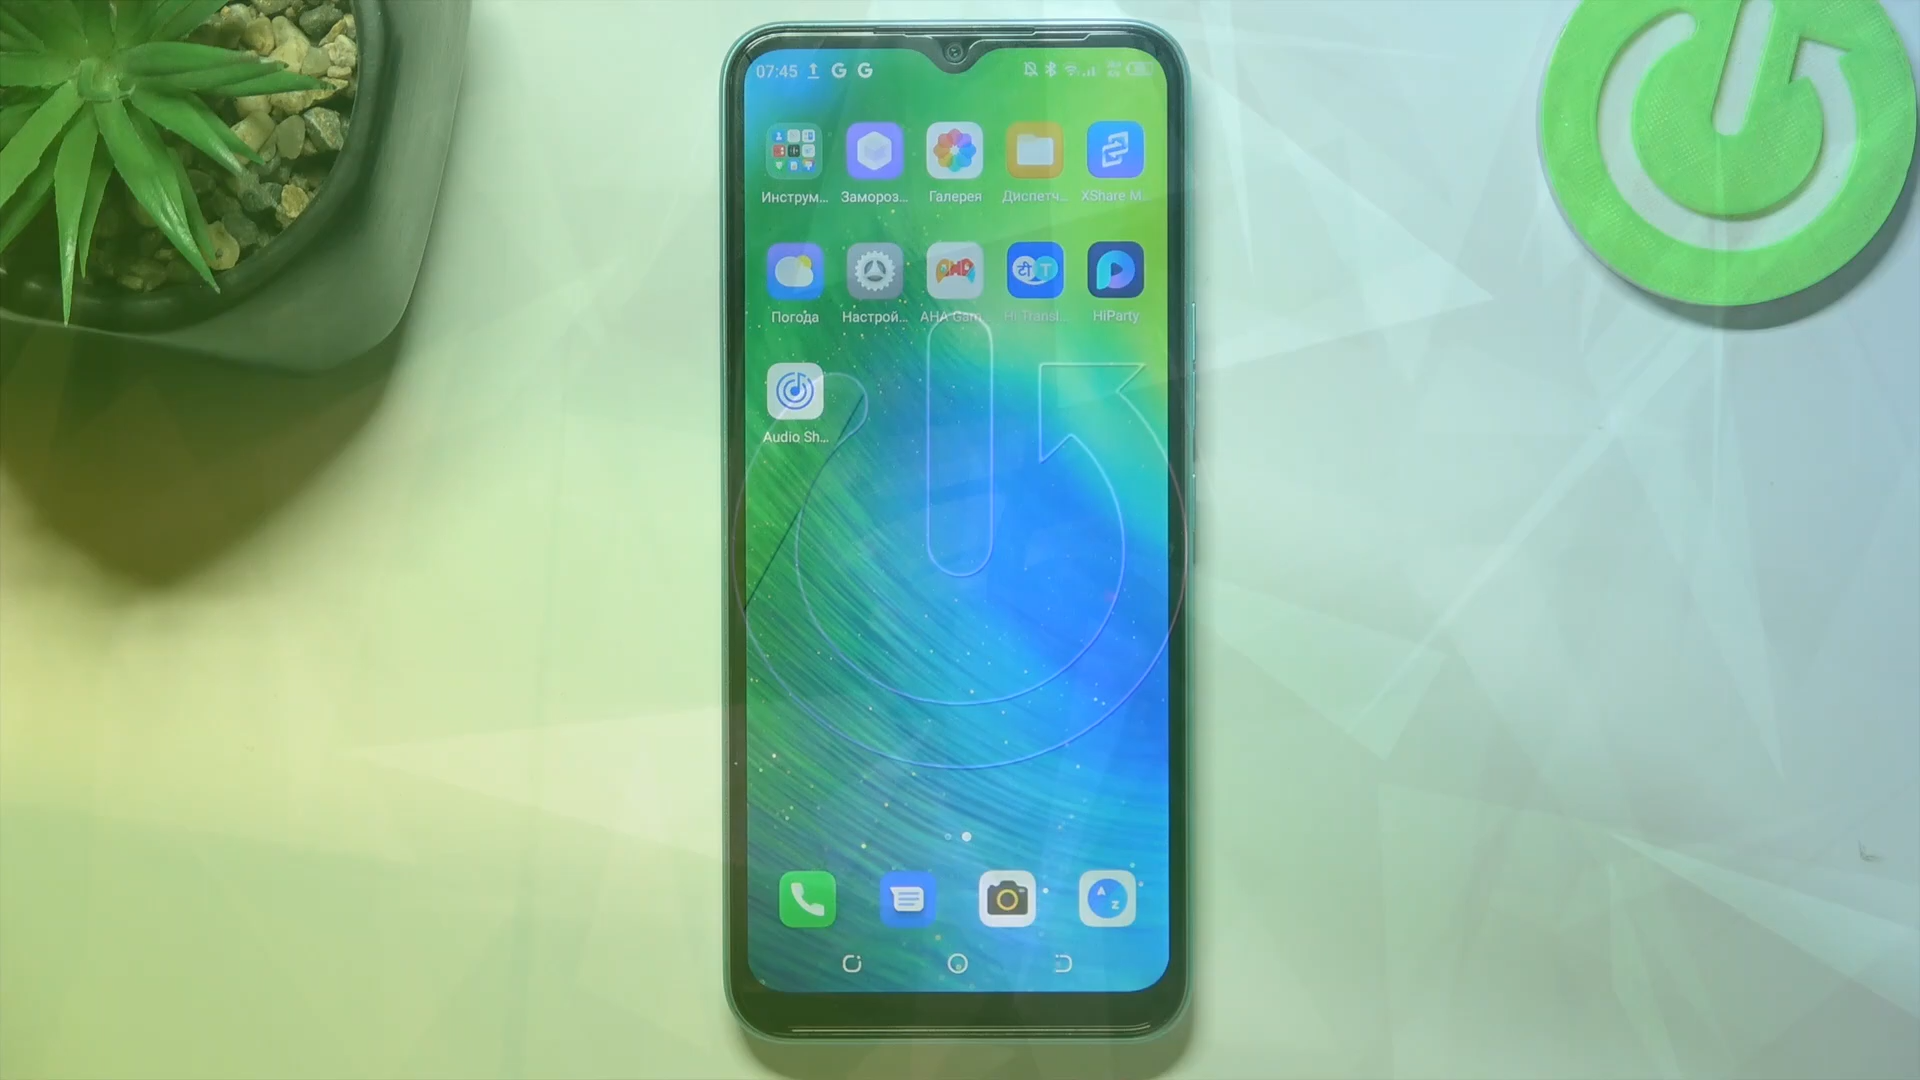 07:45 G G
Инструм... Замороз... Галерея Диспетч... XShare M...
Погода Настрой... AHA Gam... Hi Transl... HiParty
Audio Sh...